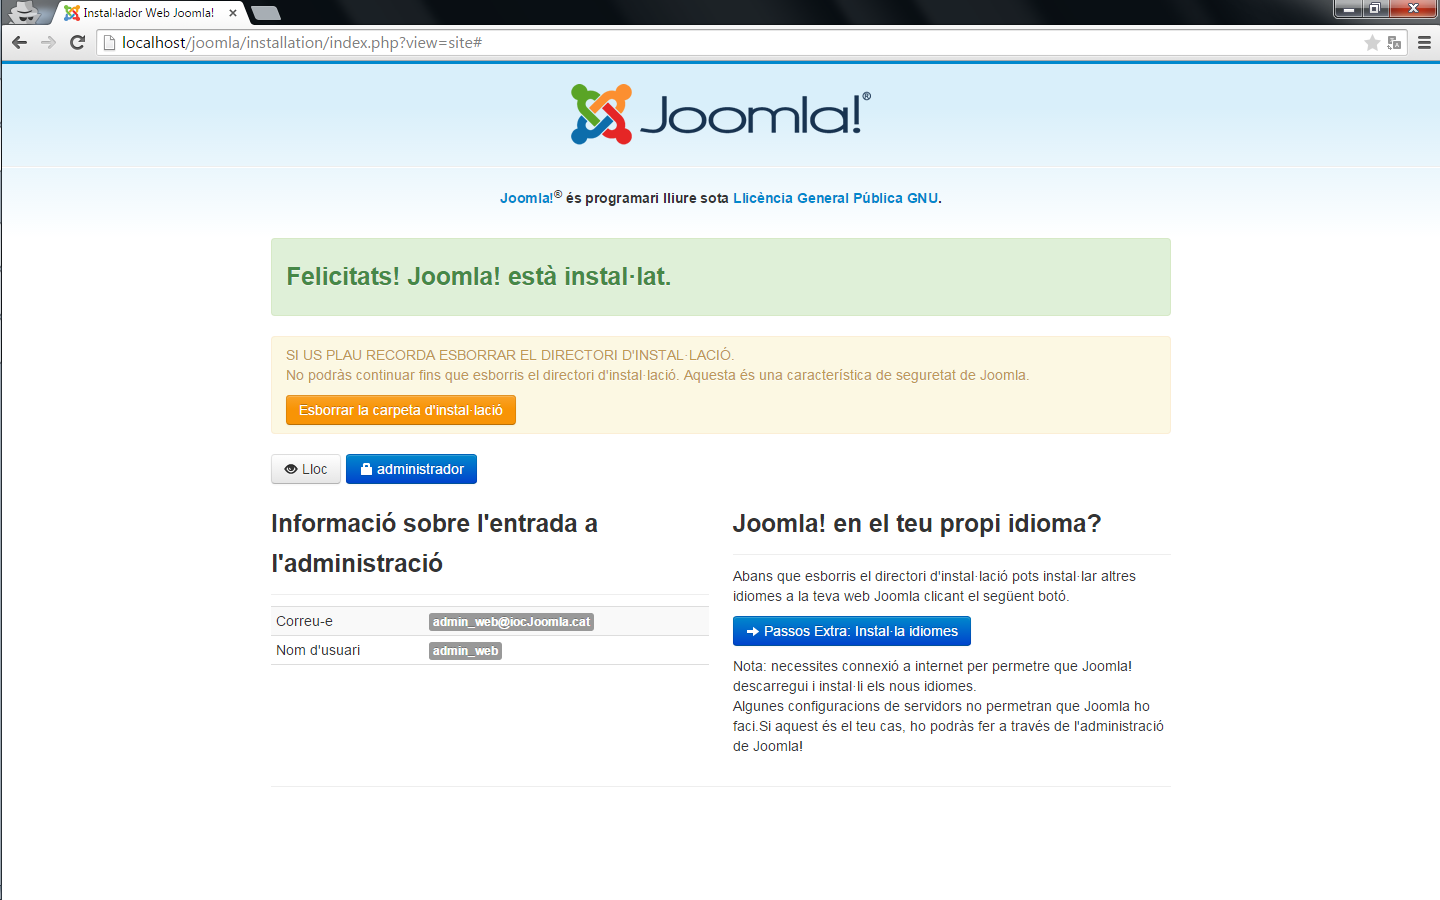 Instal·lador Web Joomla!
localhost/joomla/installation/index.php?view=site#
Joomla!®
Joomla!® és programari lliure sota Llicència General Pública GNU.
Felicitats! Joomla! està instal·lat.
SI US PLAU RECORDA ESBORRAR EL DIRECTORI D'INSTAL·LACIÓ.
No podràs continuar fins que esborris el directori d'instal·lació. Aquesta és una característica de seguretat de Joomla.
Esborrar la carpeta d'instal·lació
Lloc
administrador
Informació sobre l'entrada a
l'administració
Correu-e admin_web@iocJoomla.cat
Nom d'usuari admin_web
Joomla! en el teu propi idioma?
Abans que esborris el directori d'instal·lació pots instal·lar altres
idiomes a la teva web Joomla clicant el següent botó.
Passos Extra: Instal·la idiomes
Nota: necessites connexió a internet per permetre que Joomla!
descarregui i instal·li els nous idiomes.
Algunes configuracions de servidors no permetran que Joomla ho
faci.Si aquest és el teu cas, ho podràs fer a través de l'administració
de Joomla!